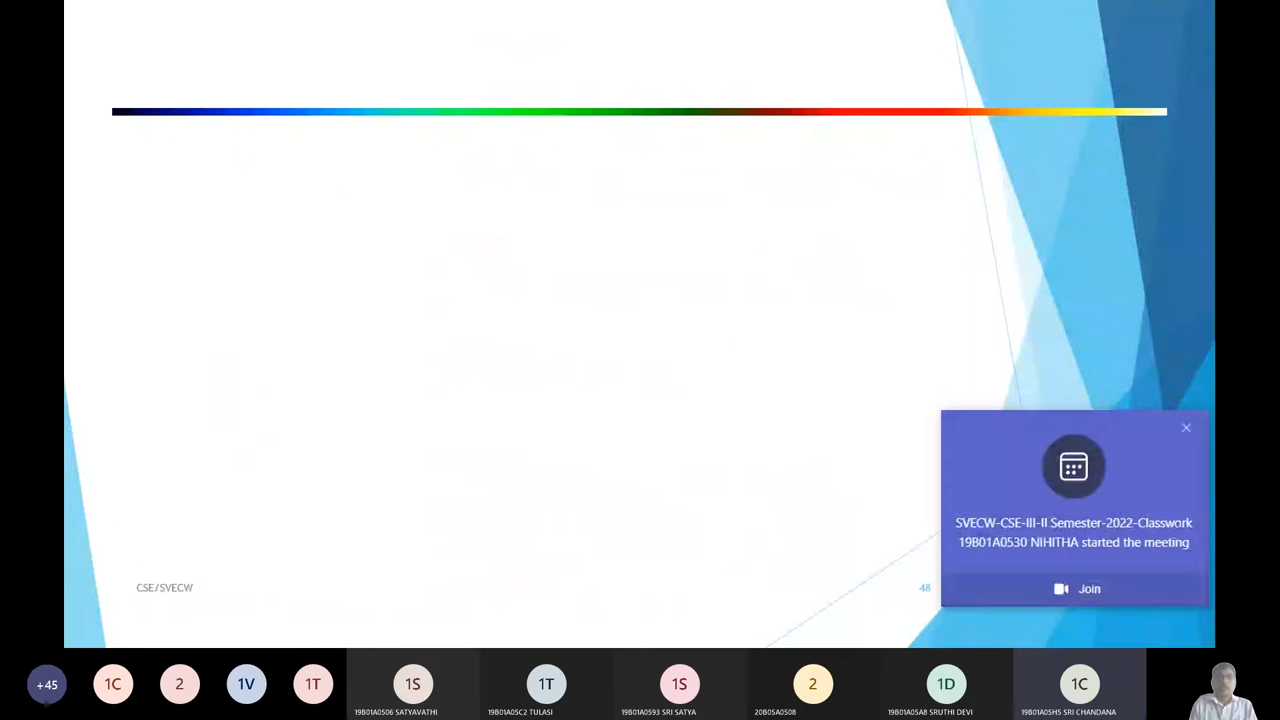 SVECW-CSE-III-II Semester-2022-Classwork
19B01A0530 NIHITHA started the meeting
Join
CSE/SVECW
48
+45
1C
2
1V
1T
1S
1T
1S
2
1D
1C
19B01A0506 SATYAVATHI
19B01A05C2 TULASI
19B01A0593 SRI SATYA
20B05A0508
19B01A05A8 SRUTHI DEVI
19B01A05H5 SRI CHANDANA